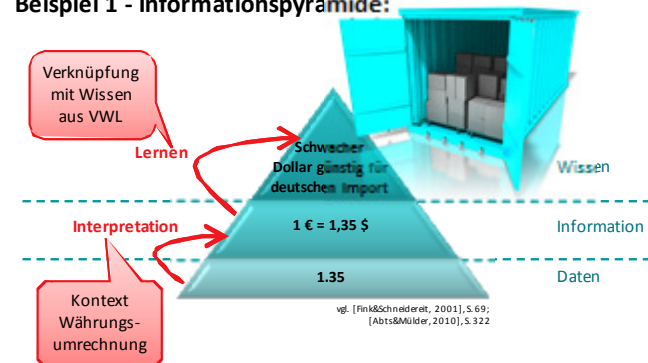 Beispiel 1 - Informationspyramide:
Verknüpfung
mit Wissen
aus VWL
Lernen
Schwacher
Dollar günstig für
deutschen Import
Wissen
Interpretation
1 € = 1,35 $
Information
1.35
Daten
Kontext
Währungs-
umrechnung
vgl. [Fink&Schneidereit, 2001], S.69;
[Abts&Mülder, 2010], S.322